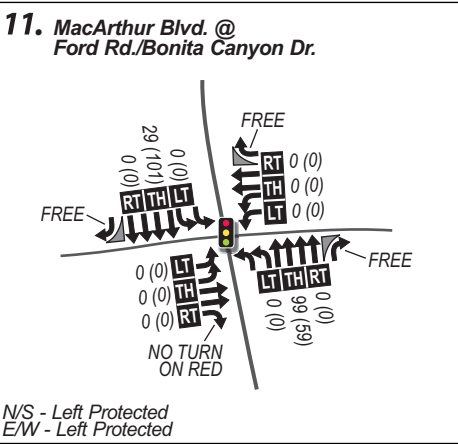 11. MacArthur Blvd. @
Ford Rd./Bonita Canyon Dr.
FREE
29 (101)
0 (0)
0 (0)
RT TH LT
FREE
RT 0 (0)
TH 0 (0)
LT 0 (0)
0 (0) LT
0 (0) TH
0 (0) RT
NO TURN
ON RED
FREE
LT TH RT
0 (0)
99 (59)
0 (0)
N/S - Left Protected
E/W - Left Protected